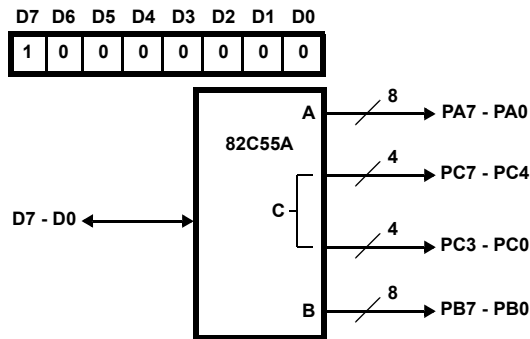 D7 D6 D5 D4 D3 D2 D1 D0
1 0 0 0 0 0 0 0
8
A PA7 - PA0
82C55A
4
PC7 - PC4
C
D7 - D0
4
PC3 - PC0
8
B PB7 - PB0